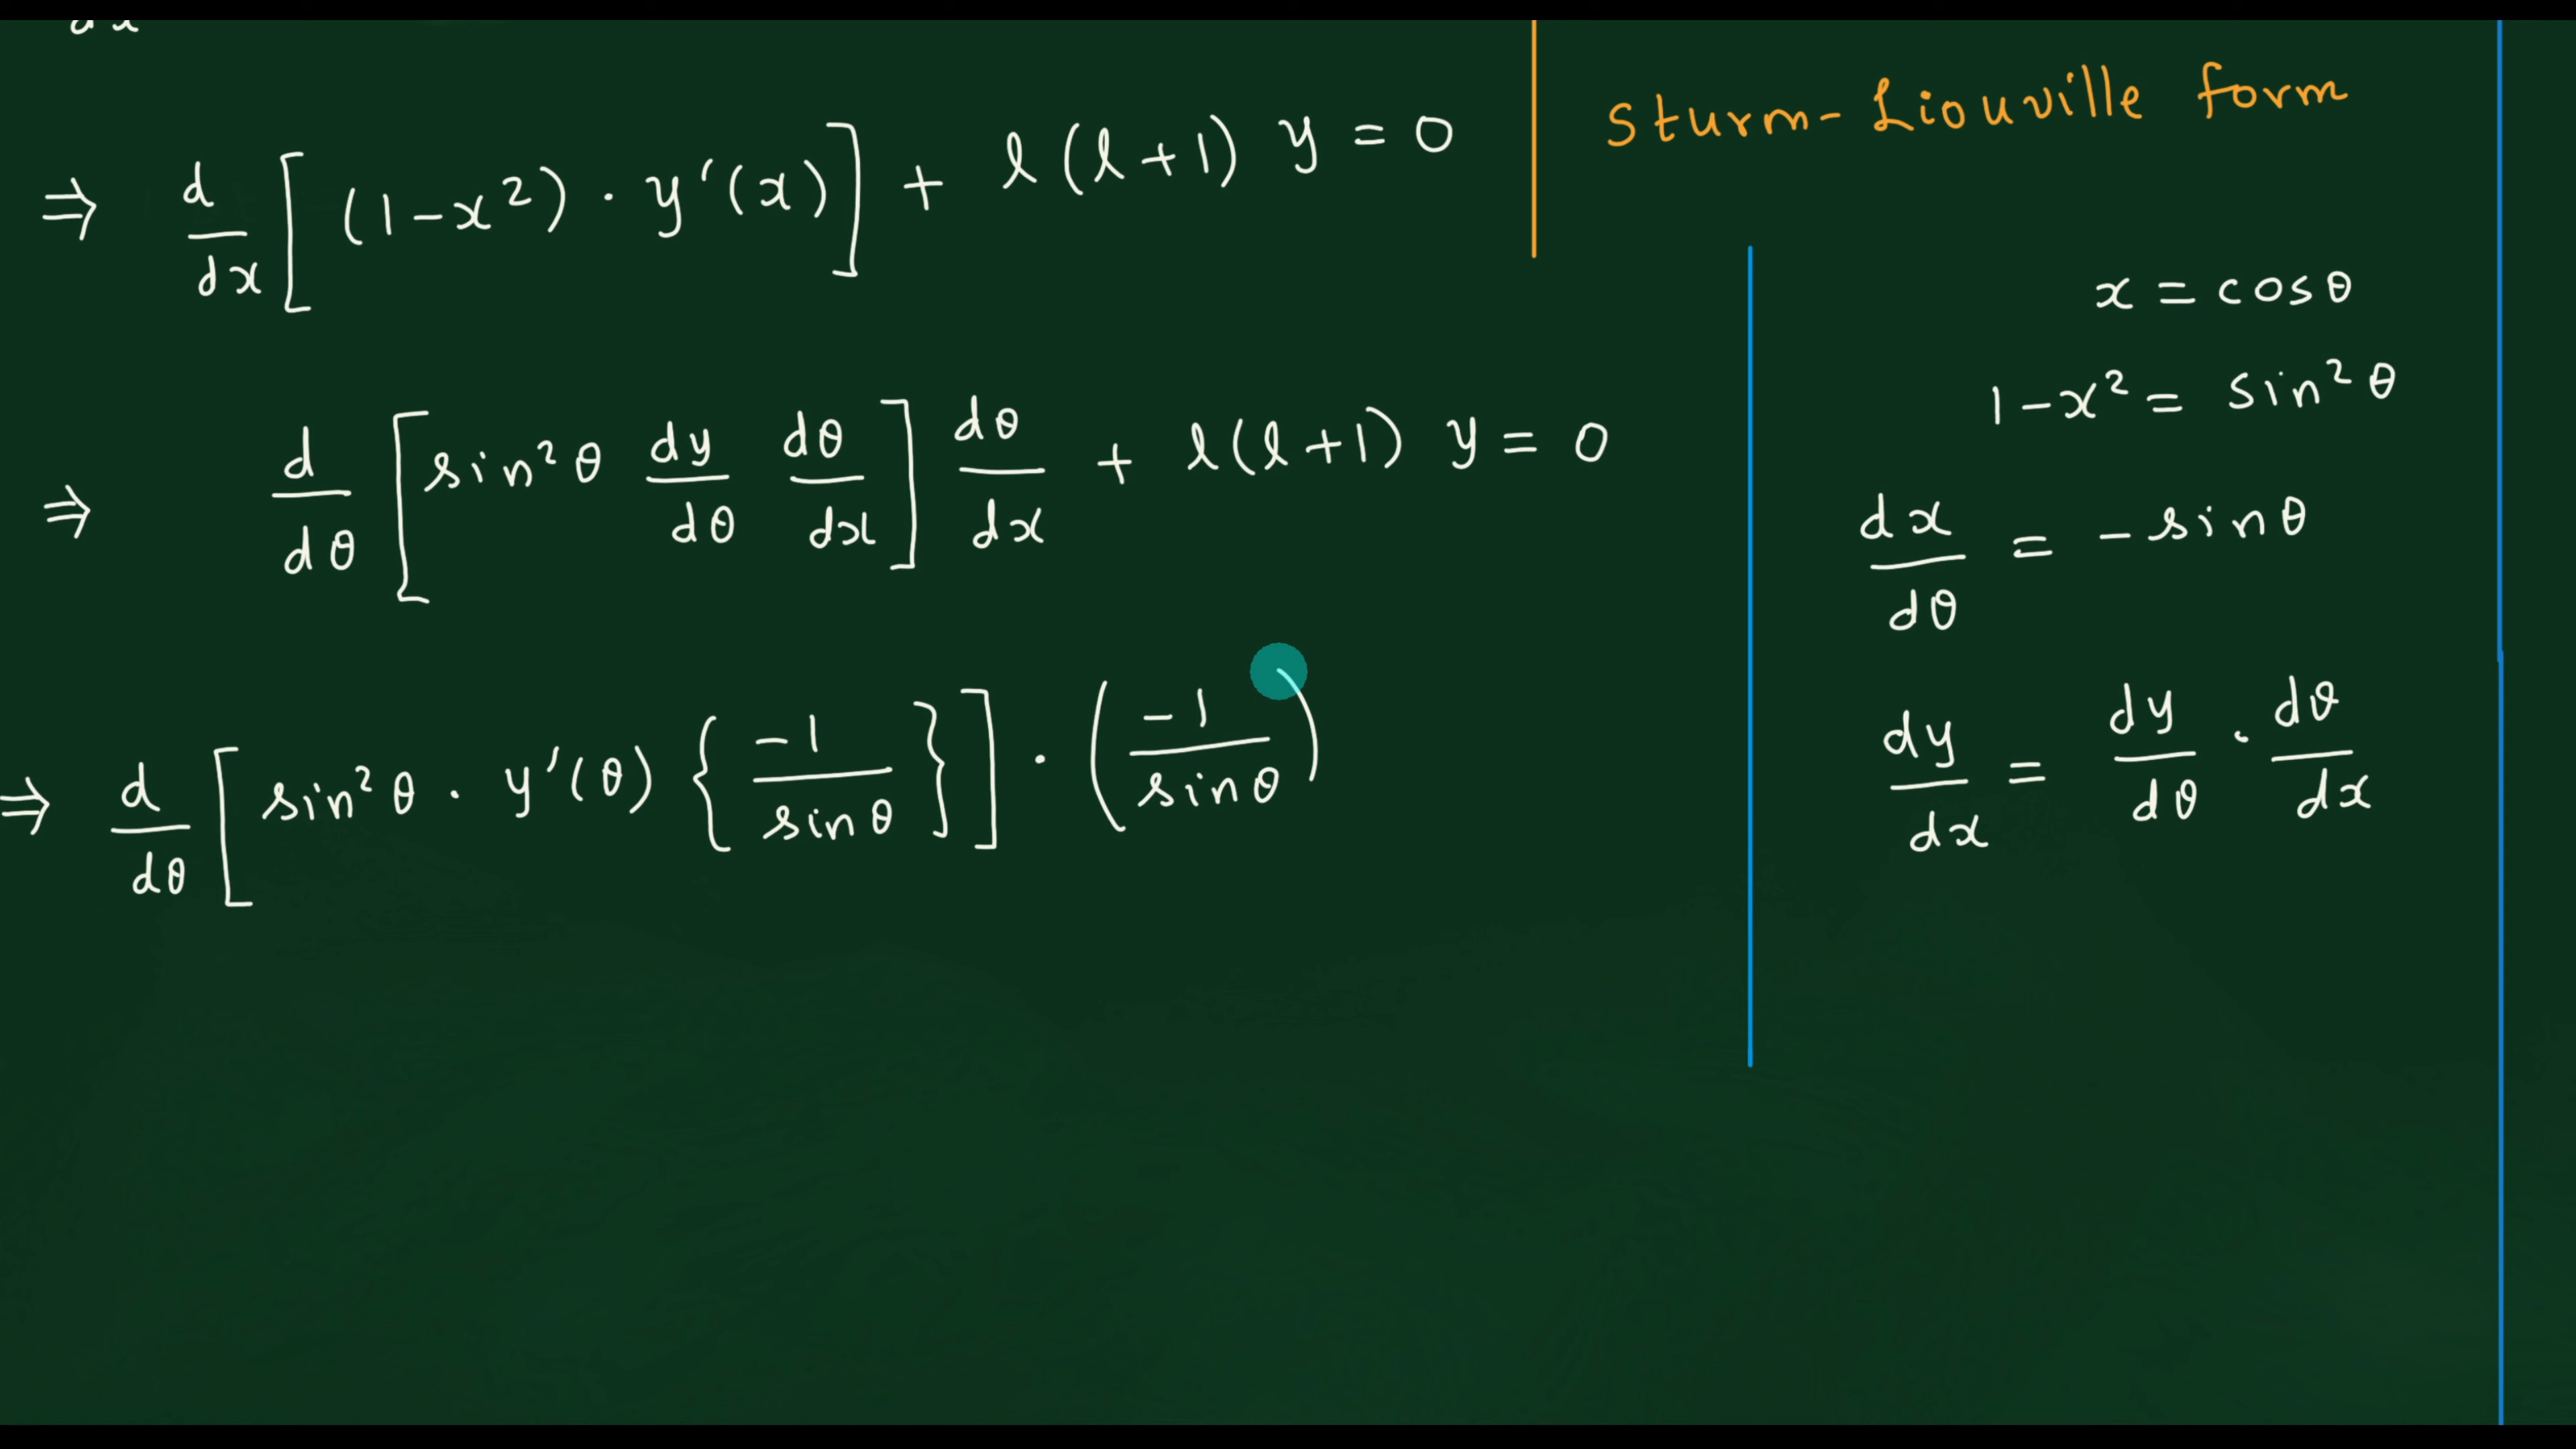 dx
⇒ d/dx [ (1-x²) · y'(x) ] + l(l+1) y = 0
Sturm-Liouville form
⇒ d/dθ [ sin²θ dy/dθ dθ/dx ] dθ/dx + l(l+1) y = 0
⇒ d/dθ [ sin²θ · y'(θ) { -1/sinθ } ] · ( -1/sinθ )
x = cosθ
1-x² = sin²θ
dx/dθ = -sinθ
dy/dx = dy/dθ · dθ/dx